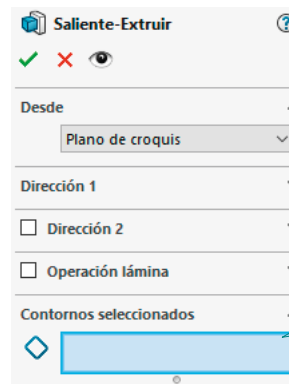 Saliente-Extruir
Desde
Plano de croquis
Dirección 1
Dirección 2
Operación lámina
Contornos seleccionados